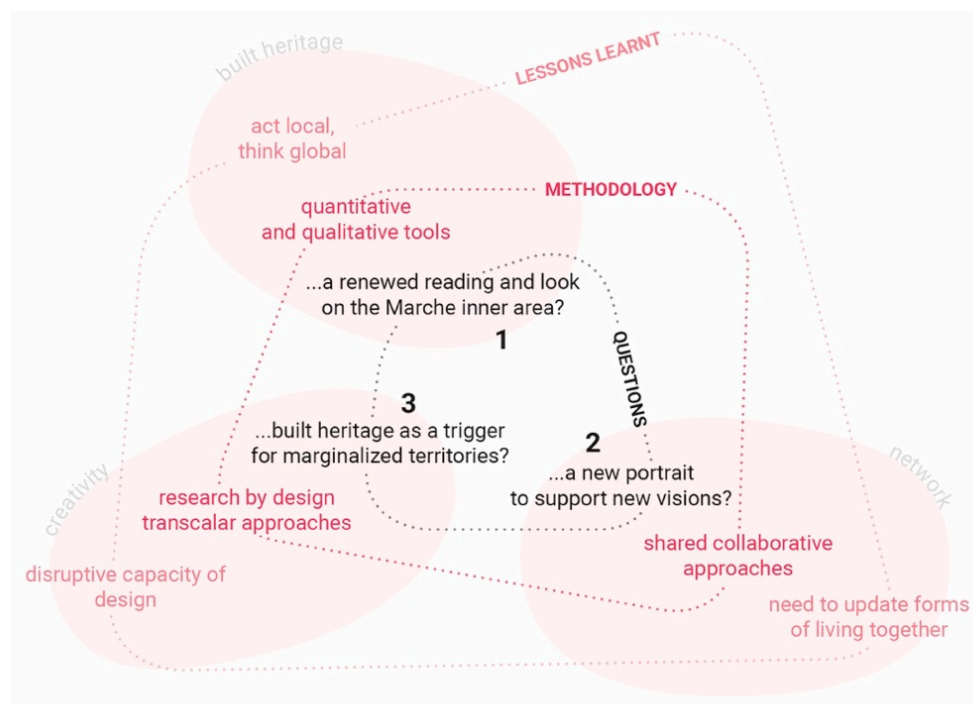 built heritage
LESSONS LEARNT
act local,
think global
METHODOLOGY
quantitative
and qualitative tools
...a renewed reading and look
on the Marche inner area?
1
QUESTIONS
3
...built heritage as a trigger
for marginalized territories?
2
...a new portrait
to support new visions?
creativity
network
research by design
transcalar approaches
shared collaborative
approaches
disruptive capacity of
design
need to update forms
of living together